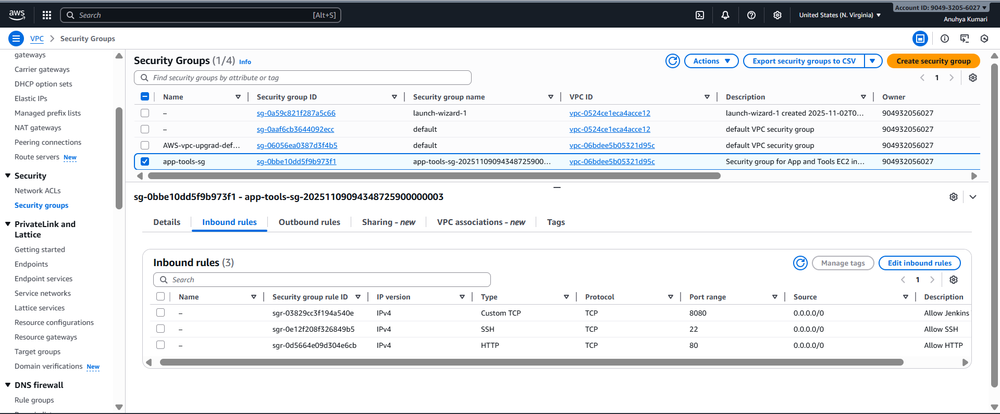 aws
Search [Alt+S]
United States (N. Virginia)
Account ID: 9049-3205-6027
Anuhya Kumari
VPC > Security Groups
gateways
Carrier gateways
DHCP option sets
Elastic IPs
Managed prefix lists
NAT gateways
Peering connections
Route servers New
Security
Network ACLs
Security groups
PrivateLink and
Lattice
Getting started
Endpoints
Endpoint services
Service networks
Lattice services
Resource configurations
Resource gateways
Target groups
Domain verifications New
DNS firewall
Rule groups
Security Groups (1/4) Info
Actions
Export security groups to CSV
Create security group
Find security groups by attribute or tag
1
Name Security group ID Security group name VPC ID Description Owner
– sg-0a59c821f287a5c66 launch-wizard-1 vpc-0524ce1eca4acce12 launch-wizard-1 created 2025-11-02T0... 904932056027
– sg-0aaf6cb3644092ecc default vpc-0524ce1eca4acce12 default VPC security group 904932056027
AWS-vpc-upgrad-def... sg-06056ea0387d3f4b5 default vpc-06bdee5b05321d95c default VPC security group 904932056027
app-tools-sg sg-0bbe10dd5f9b973f1 app-tools-sg-20251109094348725900... vpc-06bdee5b05321d95c Security group for App and Tools EC2 in... 904932056027
sg-0bbe10dd5f9b973f1 - app-tools-sg-20251109094348725900000003
Details Inbound rules Outbound rules Sharing - new VPC associations - new Tags
Inbound rules (3)
Manage tags
Edit inbound rules
Search
1
Name Security group rule ID IP version Type Protocol Port range Source Description
– sgr-03829cc3f194a540e IPv4 Custom TCP TCP 8080 0.0.0.0/0 Allow Jenkins
– sgr-0e12f208f326849b5 IPv4 SSH TCP 22 0.0.0.0/0 Allow SSH
– sgr-0d5664e09d304e6cb IPv4 HTTP TCP 80 0.0.0.0/0 Allow HTTP